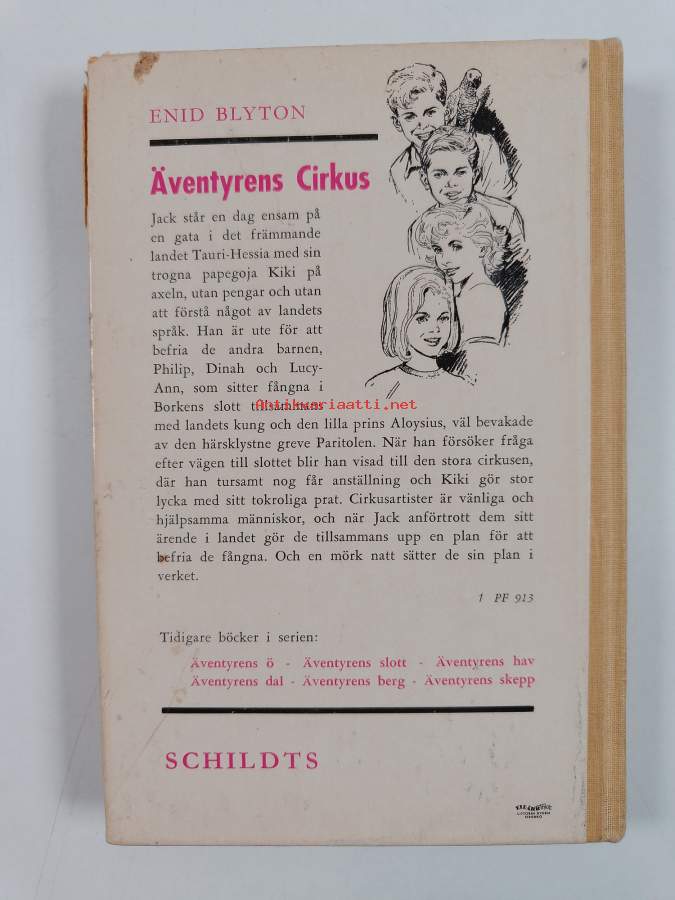 ENID BLYTON
Äventyrens Cirkus
Jack står en dag ensam på
en gata i det främmande
landet Tauri-Hessia med sin
trogna papegoja Kiki på
axeln, utan pengar och utan
att förstå något av landets
språk. Han är ute för att
befria de andra barnen,
Philip, Dinah och Lucy-
Ann, som sitter fångna i
Borkens slott tillsammans
Antikvariaatti.net
med landets kung och den lilla prins Aloysius, väl bevakade
av den härsklystne greve Paritolen. När han försöker fråga
efter vägen till slottet blir han visad till den stora cirkusen,
där han tursamt nog får anställning och Kiki gör stor
lycka med sitt tokroliga prat. Cirkusartister är vänliga och
hjälpsamma människor, och när Jack anförtrott dem sitt
ärende i landet gör de tillsammans upp en plan för att
befria de fångna. Och en mörk natt sätter de sin plan i
verket.
1 PF 913
Tidigare böcker i serien:
Äventyrens ö - Äventyrens slott - Äventyrens hav
Äventyrens dal - Äventyrens berg - Äventyrens skepp
SCHILDTS